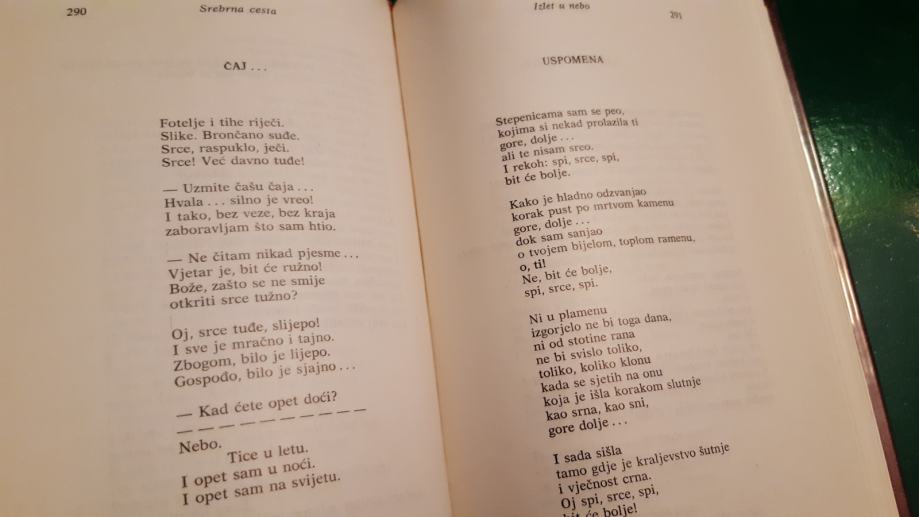 290
Srebrna cesta
ČAJ . . .
Fotelje i tihe riječi.
Slike. Brončano suđe.
Srce, raspuklo, ječi.
Srce! Već davno tuđe!
— Uzmite čašu čaja . . .
Hvala . . . silno je vreo!
I tako, bez veze, bez kraja
zaboravljam što sam htio.
— Ne čitam nikad pjesme . . .
Vjetar je, bit će ružno!
Bože, zašto se ne smije
otkriti srce tužno?
Oj, srce tuđe, slijepo!
I sve je mračno i tajno.
Zbogom, bilo je lijepo.
Gospođo, bilo je sjajno . . .
— Kad ćete opet doći?
— — — — — — — — — —
Nebo.
Tice u letu.
I opet sam u noći.
I opet sam na svijetu.
Izlet u nebo
291
USPOMENA
Stepenicama sam se peo,
kojima si nekad prolazila ti
gore, dolje . . .
ali te nisam sreo.
I rekoh: spi, srce, spi,
bit će bolje.
Kako je hladno odzvanjao
korak pust po mrtvom kamenu
gore, dolje . . .
dok sam sanjao
o tvojem bijelom, toplom ramenu,
o, ti!
Ne, bit će bolje,
spi, srce, spi.
Ni u plamenu
izgorjelo ne bi toga dana,
ni od stotine rana
ne bi svislo toliko,
toliko, koliko klonu
kada se sjetih na onu
koja je išla korakom slutnje
kao srna, kao sni,
gore dolje . . .
I sada sišla
tamo gdje je kraljevstvo šutnje
i vječnost crna.
Oj spi, srce, spi,
bit će bolje!